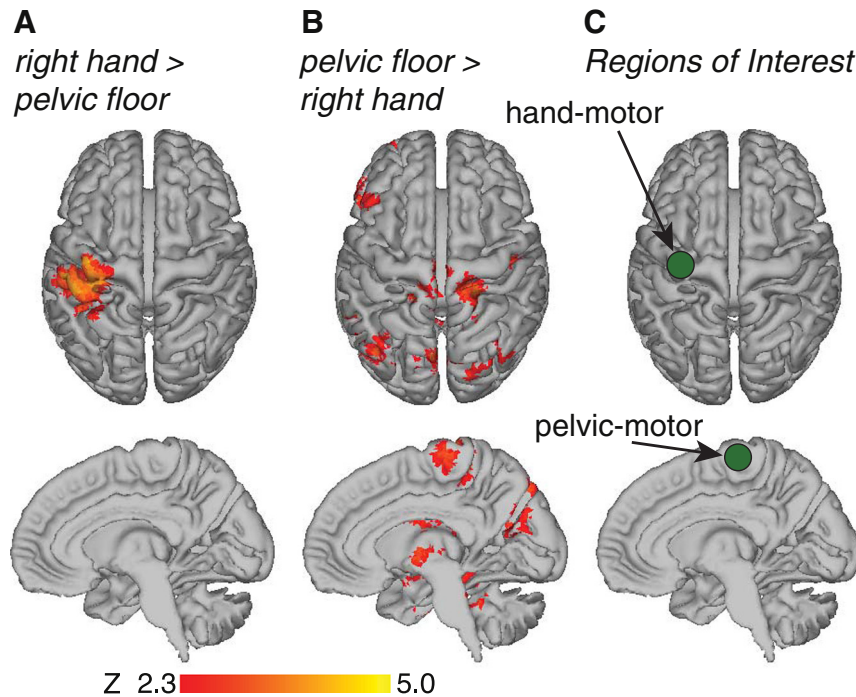 A
right hand >
pelvic floor
B
pelvic floor >
right hand
C
Regions of Interest
hand-motor
pelvic-motor
Z 2.3 5.0